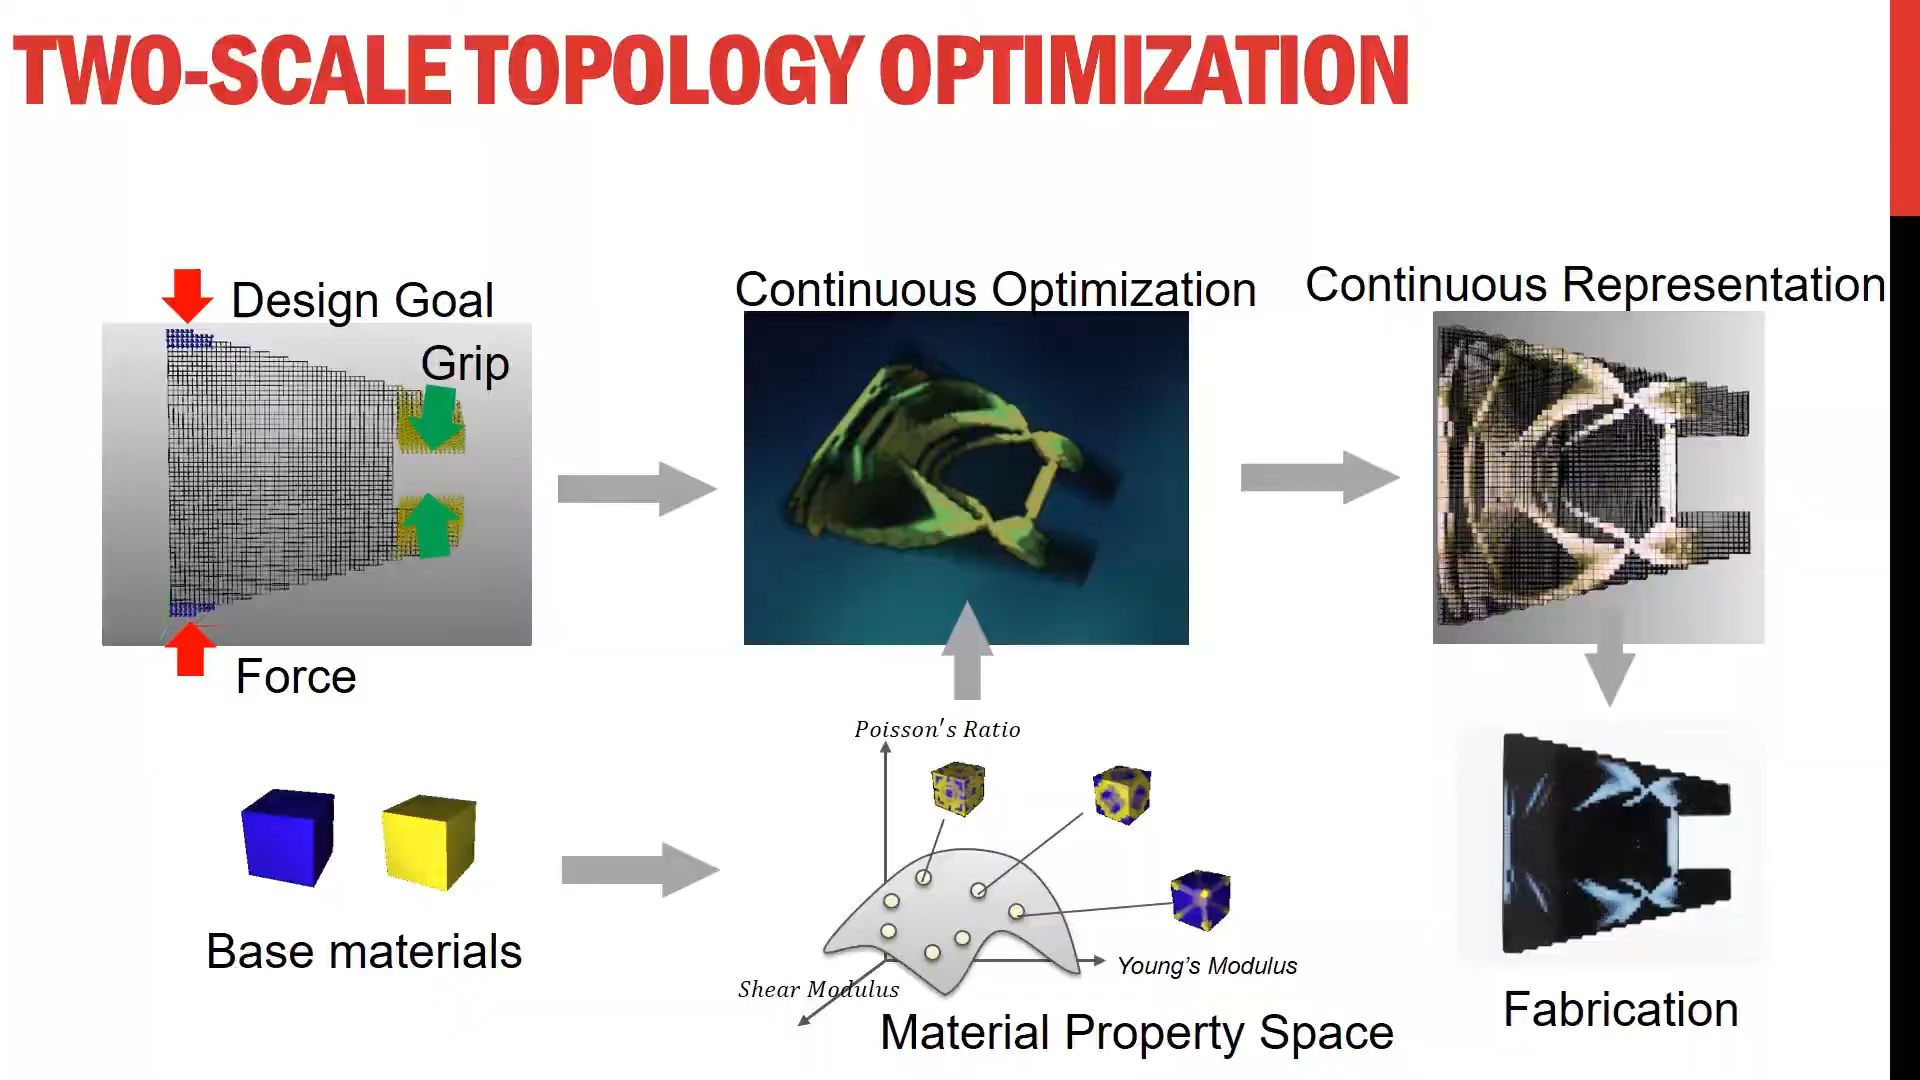 TWO-SCALE TOPOLOGY OPTIMIZATION
Design Goal
Grip
Force
Continuous Optimization
Continuous Representation
Base materials
Poisson's Ratio
Young’s Modulus
Shear Modulus
Material Property Space
Fabrication